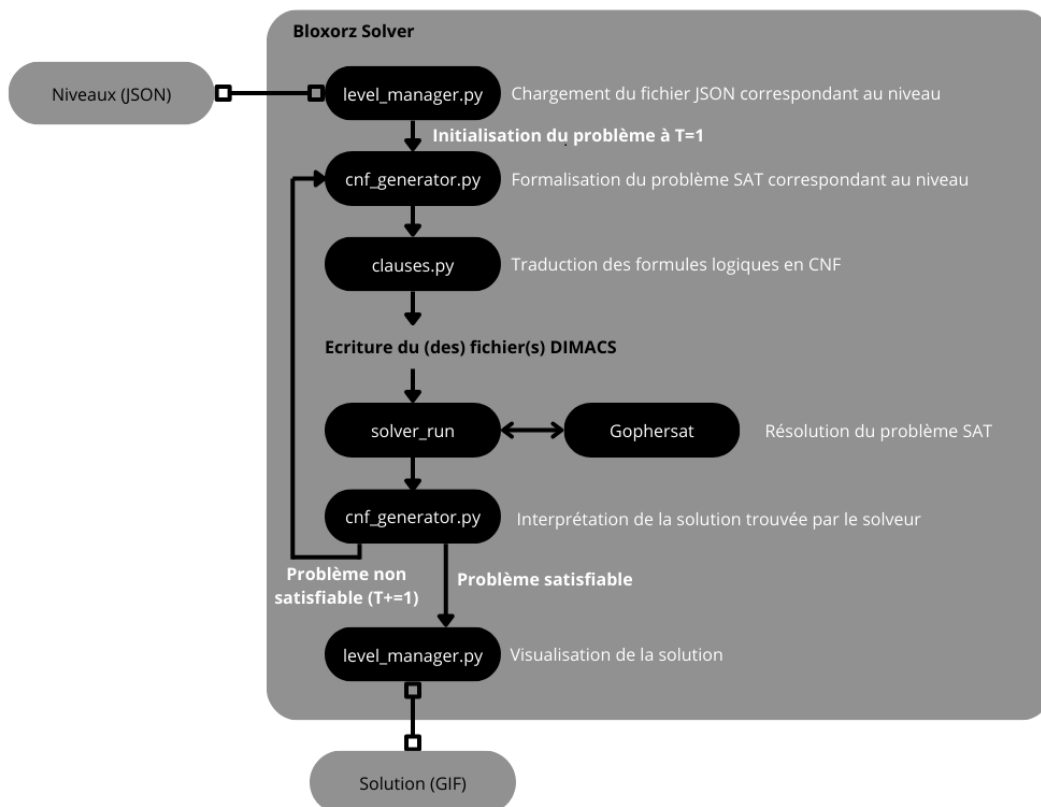 Bloxorz Solver
Niveaux (JSON)
level_manager.py
Chargement du fichier JSON correspondant au niveau
Initialisation du problème à T=1
cnf_generator.py
Formalisation du problème SAT correspondant au niveau
clauses.py
Traduction des formules logiques en CNF
Ecriture du (des) fichier(s) DIMACS
solver_run
Gophersat
Résolution du problème SAT
cnf_generator.py
Interprétation de la solution trouvée par le solveur
Problème non
satisfiable (T+=1)
Problème satisfiable
level_manager.py
Visualisation de la solution
Solution (GIF)